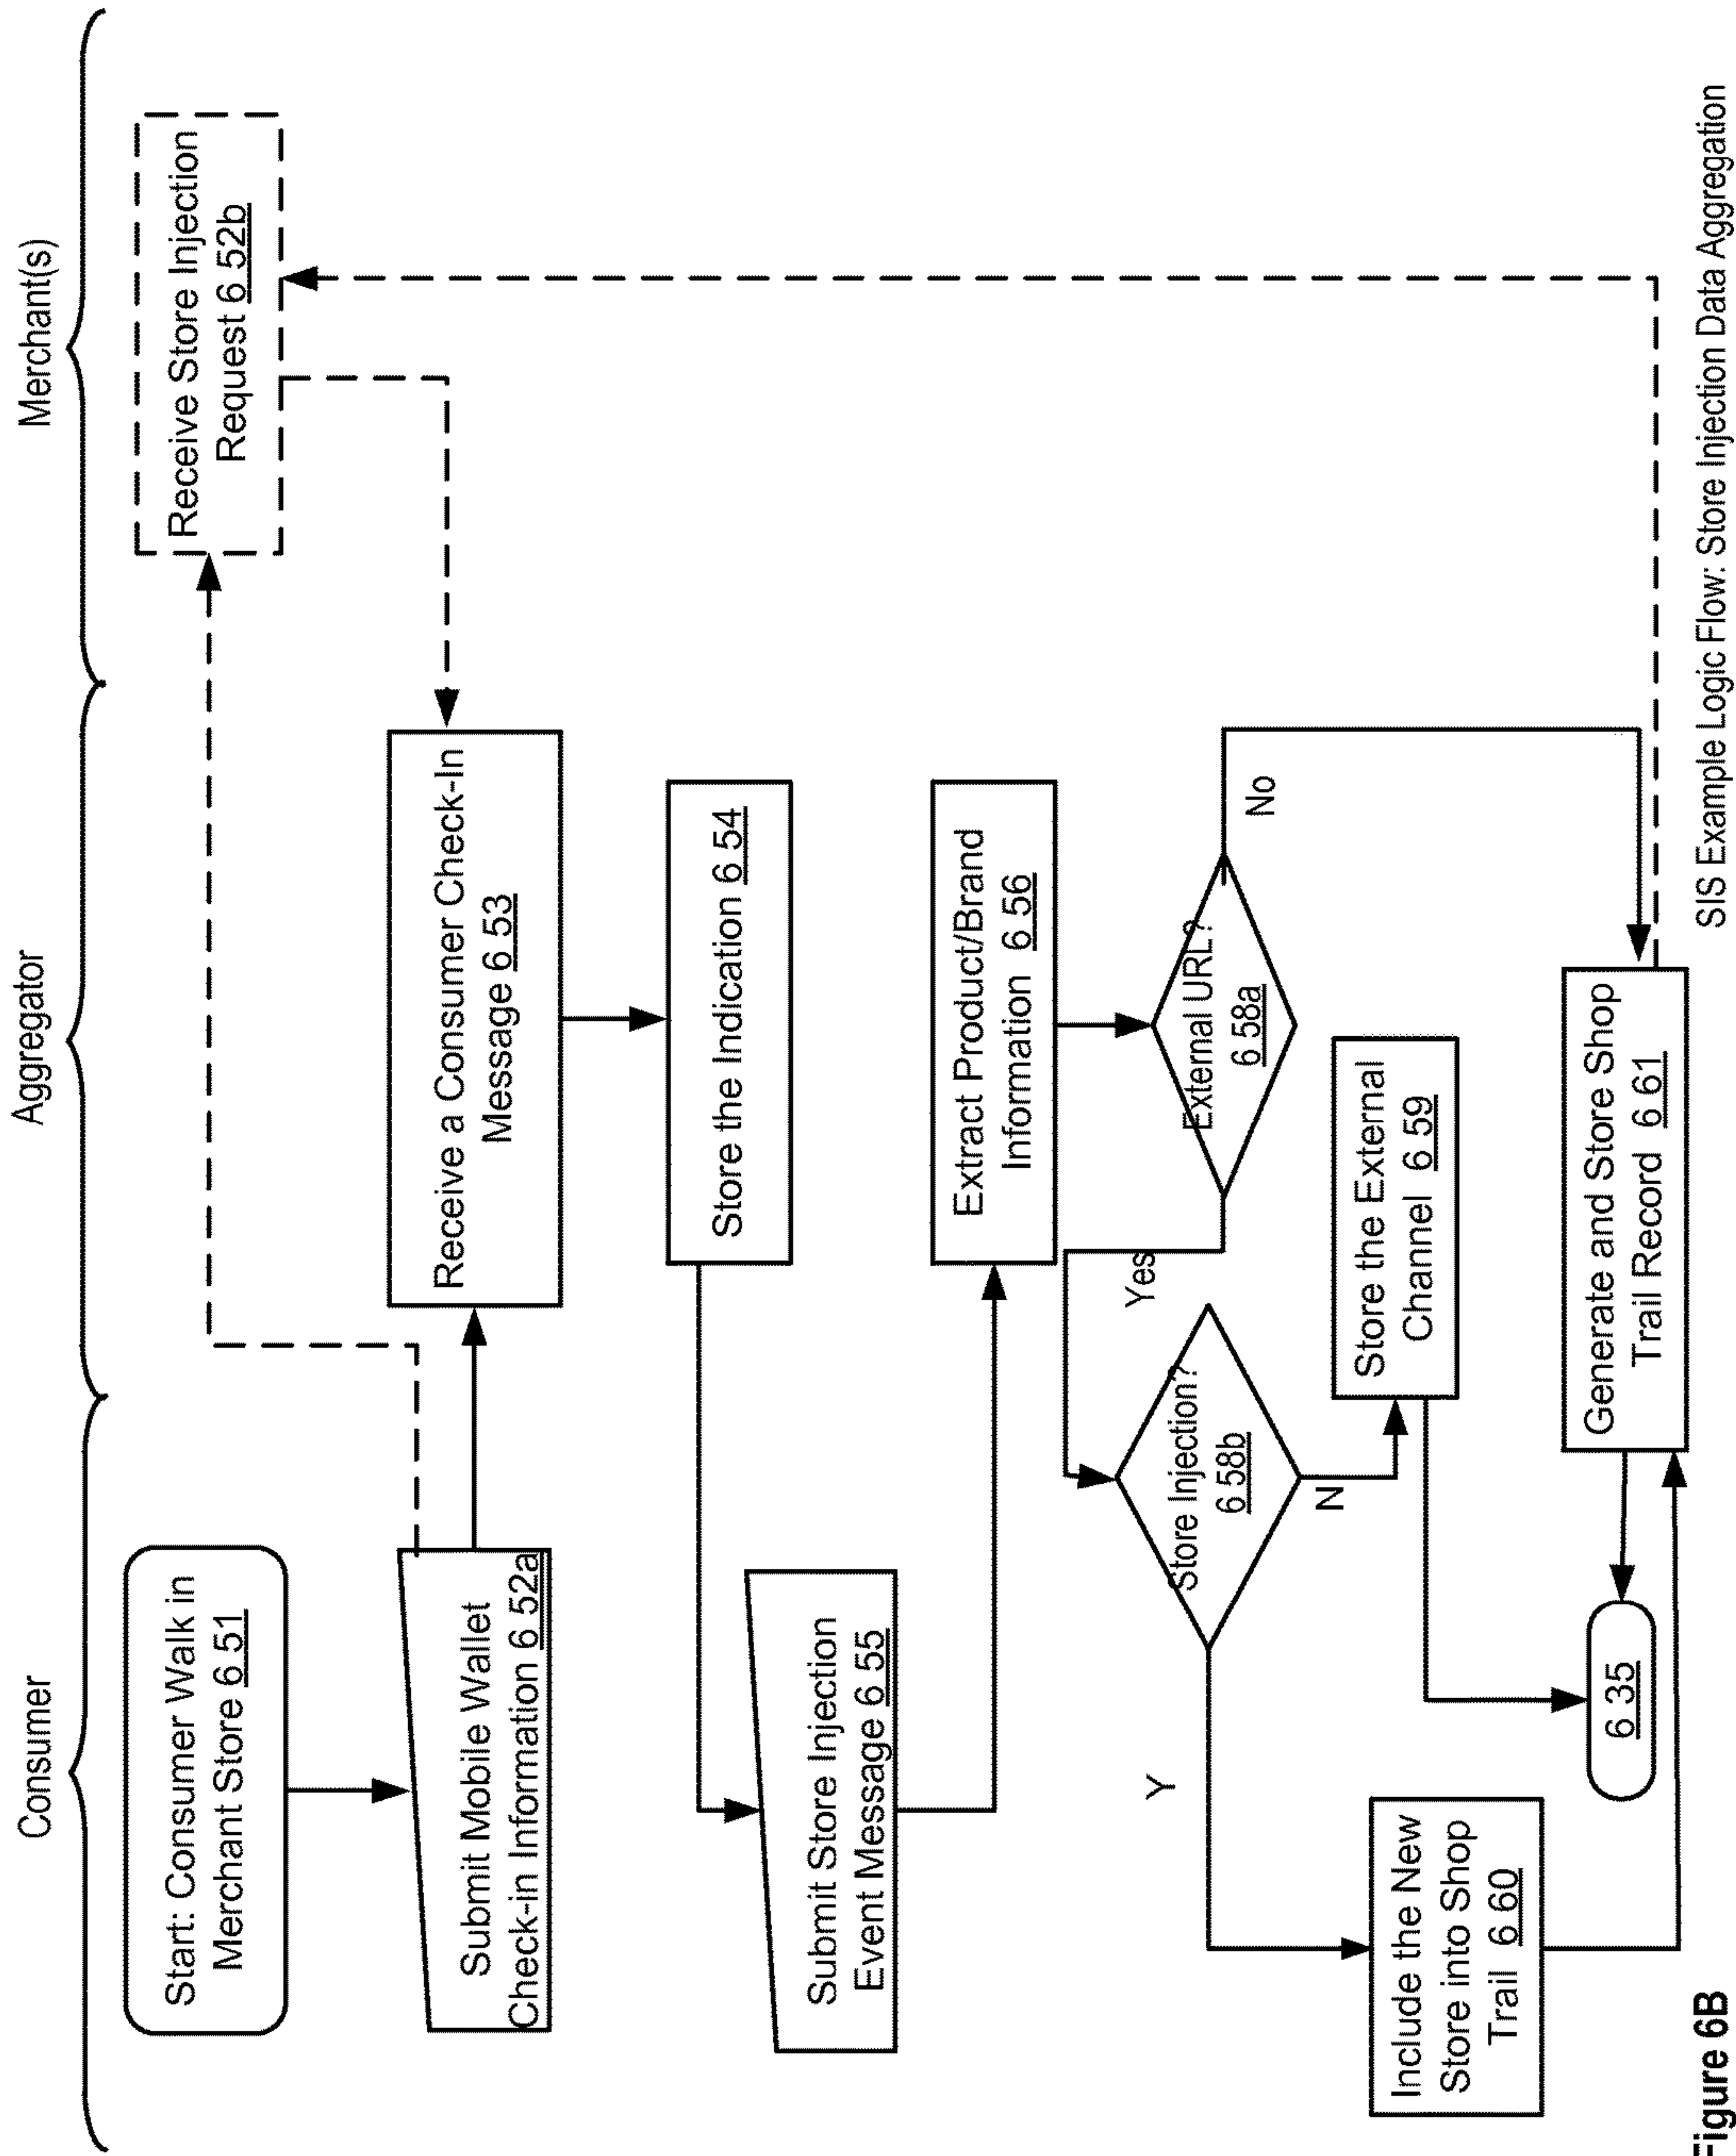 Consumer
Aggregator
Merchant(s)
Start: Consumer Walk in
Merchant Store 6 51
Receive Store Injection
Request 6 52b
Submit Mobile Wallet
Check-in Information 6 52a
Receive a Consumer Check-In
Message 6 53
Store the Indication 6 54
Submit Store Injection
Event Message 6 55
Extract Product/Brand
Information 6 56
External URL?
6 58a
Yes
No
Store Injection?
6 58b
Y
N
Store the External
Channel 6 59
Include the New
Store into Shop
Trail 6 60
6 35
Generate and Store Shop
Trail Record 6 61
Figure 6B
SIS Example Logic Flow: Store Injection Data Aggregation